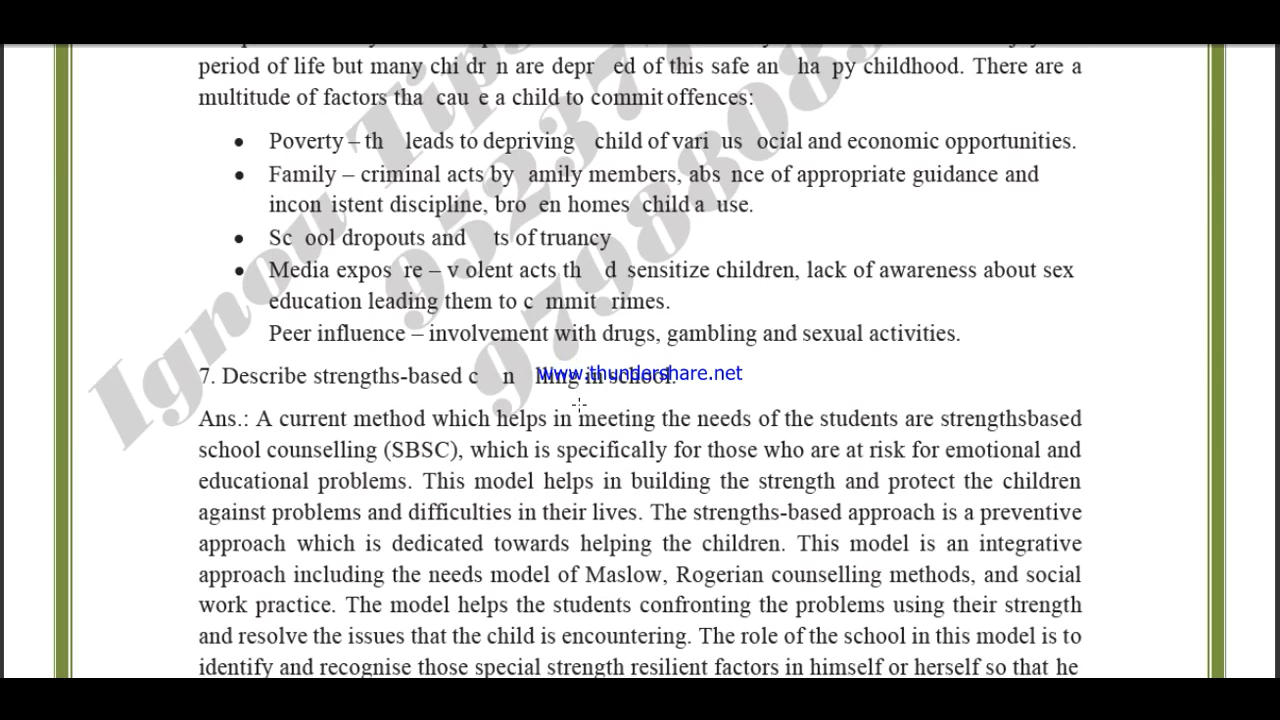 period of life but many chi dr n are depr ed of this safe an ha py childhood. There are a
multitude of factors tha cau e a child to commit offences:
• Poverty – th leads to depriving child of vari us ocial and economic opportunities.
• Family – criminal acts by amily members, abs nce of appropriate guidance and
incon istent discipline, bro en homes child a use.
• Sc ool dropouts and ts of truancy
• Media expos re – v olent acts th d sensitize children, lack of awareness about sex
education leading them to c mmit rimes.
Peer influence – involvement with drugs, gambling and sexual activities.
7. Describe strengths-based c n lling in school.
www.thundershare.net
Ans.: A current method which helps in meeting the needs of the students are strengthsbased
school counselling (SBSC), which is specifically for those who are at risk for emotional and
educational problems. This model helps in building the strength and protect the children
against problems and difficulties in their lives. The strengths-based approach is a preventive
approach which is dedicated towards helping the children. This model is an integrative
approach including the needs model of Maslow, Rogerian counselling methods, and social
work practice. The model helps the students confronting the problems using their strength
and resolve the issues that the child is encountering. The role of the school in this model is to
identify and recognise those special strength resilient factors in himself or herself so that he
Ignou Tips